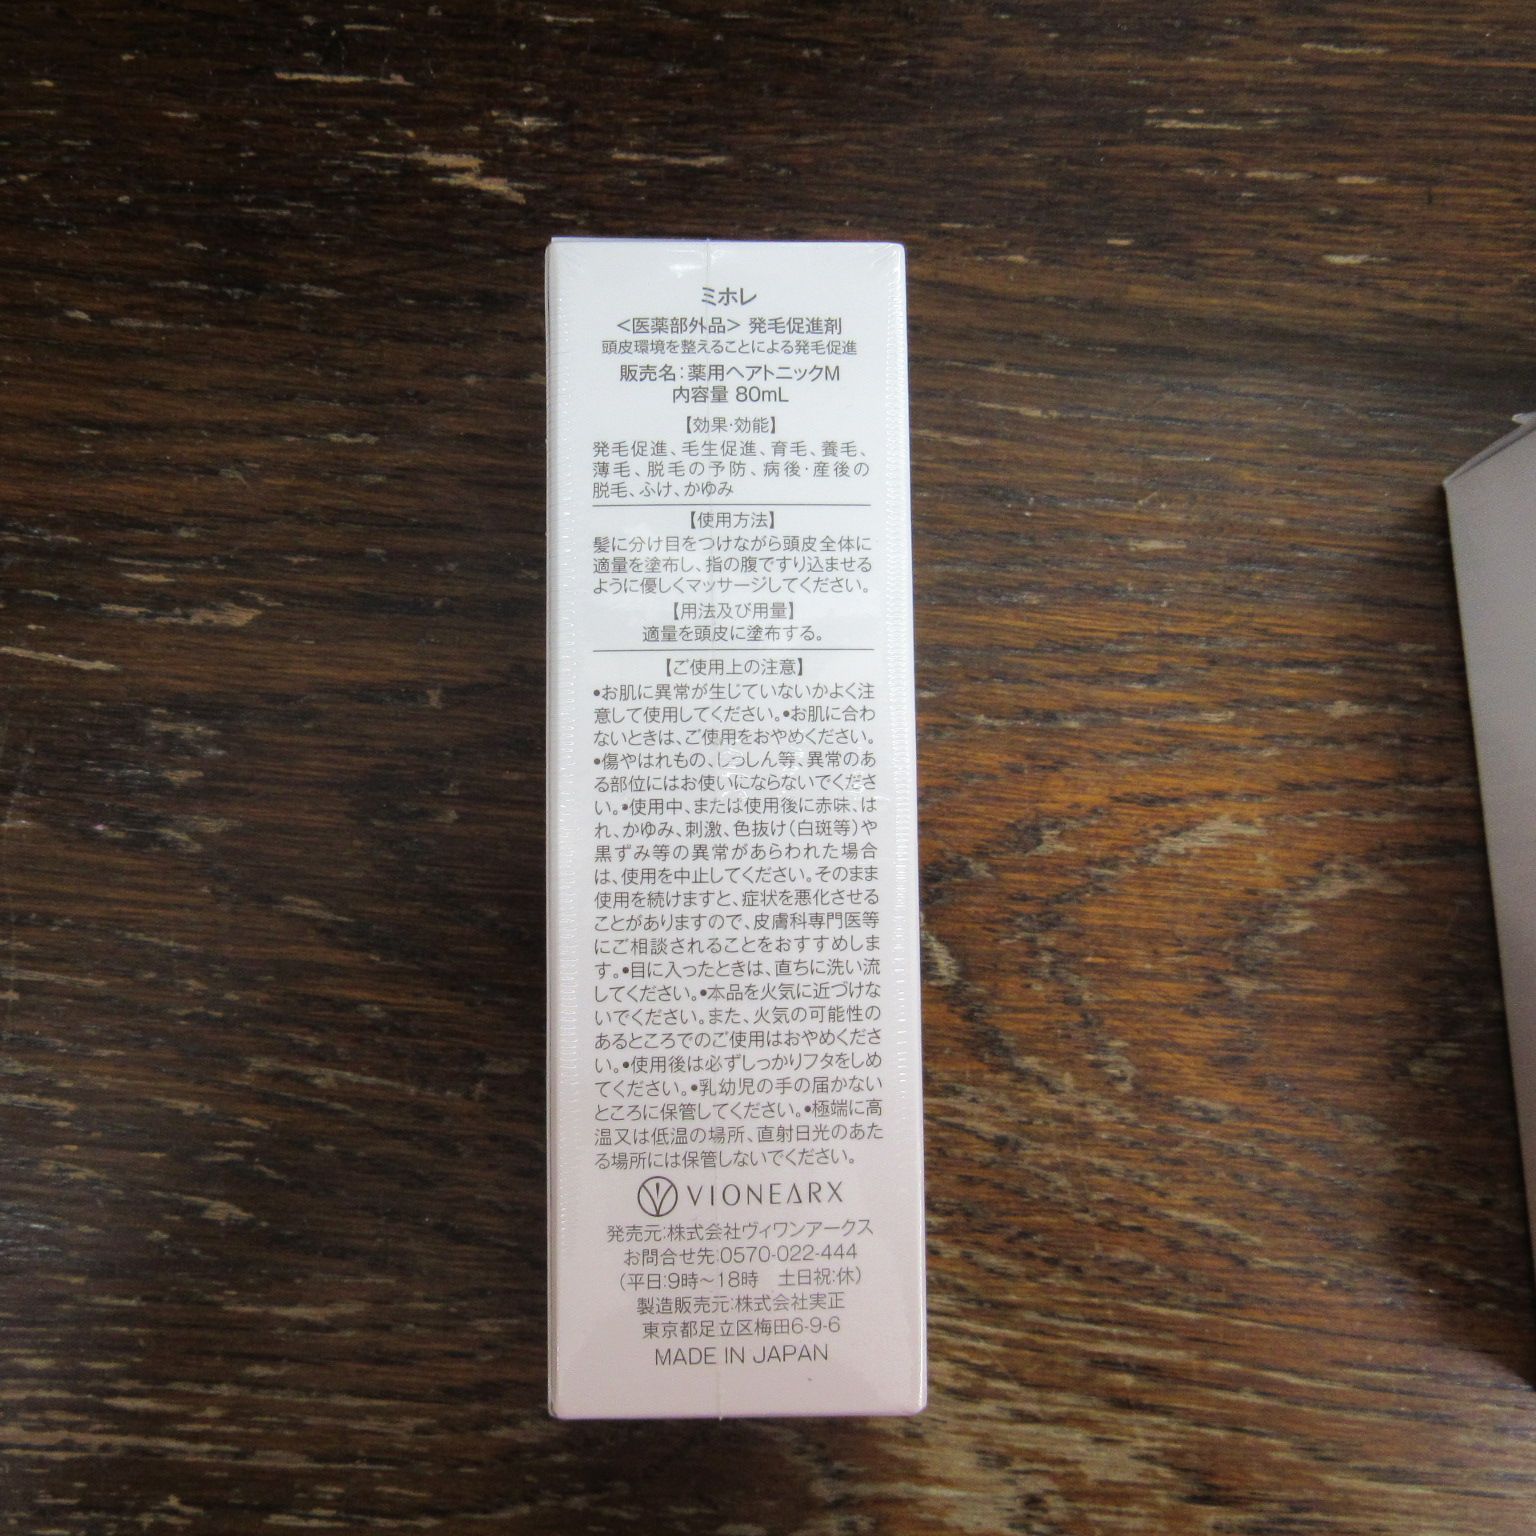 ミホレ
<医薬部外品> 発毛促進剤
頭皮環境を整えることによる発毛促進
販売名:薬用ヘアトニックM
内容量 80mL
【効果・効能】
発毛促進、毛生促進、育毛、養毛、
薄毛、脱毛の予防、病後・産後の
脱毛、ふけ、かゆみ
【使用方法】
髪に分け目をつけながら頭皮全体に
適量を塗布し、指の腹ですり込ませる
ように優しくマッサージしてください。
【用法及び用量】
適量を頭皮に塗布する。
【ご使用上の注意】
•お肌に異常が生じていないかよく注
意して使用してください。•お肌に合わ
ないときは、ご使用をおやめください。
•傷やはれもの、しっしん等、異常のあ
る部位にはお使いにならないでくださ
い。•使用中、または使用後に赤味、は
れ、かゆみ、刺激、色抜け(白斑等)や
黒ずみ等の異常があらわれた場合
は、使用を中止してください。そのまま
使用を続けますと、症状を悪化させる
ことがありますので、皮膚科専門医等
にご相談されることをおすすめしま
す。•目に入ったときは、直ちに洗い流
してください。•本品を火気に近づけな
いでください。また、火気の可能性の
あるところでのご使用はおやめくださ
い。•使用後は必ずしっかりフタをしめ
てください。•乳幼児の手の届かない
ところに保管してください。•極端に高
温又は低温の場所、直射日光のあた
る場所には保管しないでください。
VIONEARX
発売元:株式会社ヴィワンアークス
お問合せ先:0570-022-444
(平日:9時〜18時 土日祝:休)
製造販売元:株式会社実正
東京都足立区梅田6-9-6
MADE IN JAPAN